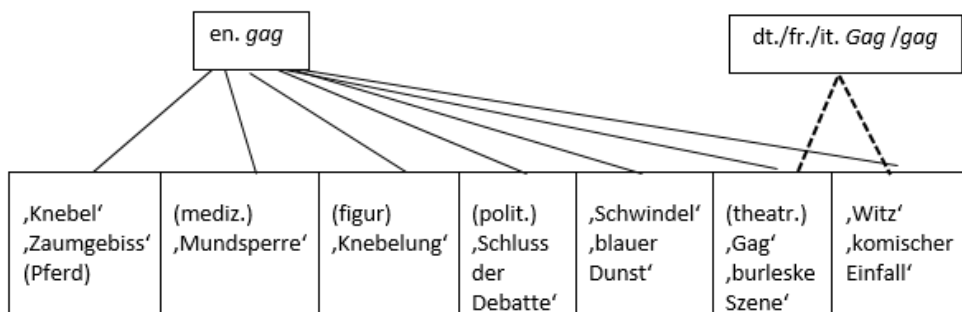 en. gag
dt./fr./it. Gag /gag
‚Knebel‘
‚Zaumgebiss‘
(Pferd)
(mediz.)
‚Mundsperre‘
(figur)
‚Knebelung‘
(polit.)
‚Schluss
der
Debatte‘
‚Schwindel‘
‚blauer
Dunst‘
(theatr.)
‚Gag‘
‚burleske
Szene‘
‚Witz‘
‚komischer
Einfall‘